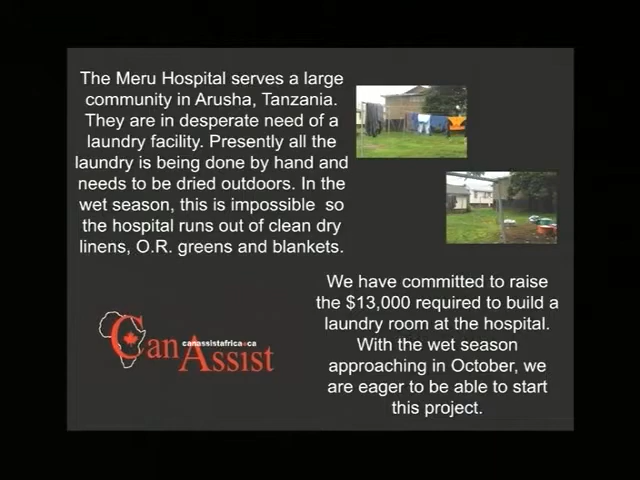 The Meru Hospital serves a large
community in Arusha, Tanzania.
They are in desperate need of a
laundry facility. Presently all the
laundry is being done by hand and
needs to be dried outdoors. In the
wet season, this is impossible so
the hospital runs out of clean dry
linens, O.R. greens and blankets.
We have committed to raise
the $13,000 required to build a
laundry room at the hospital.
With the wet season
approaching in October, we
are eager to be able to start
this project.
canassistafrica.ca
CanAssist